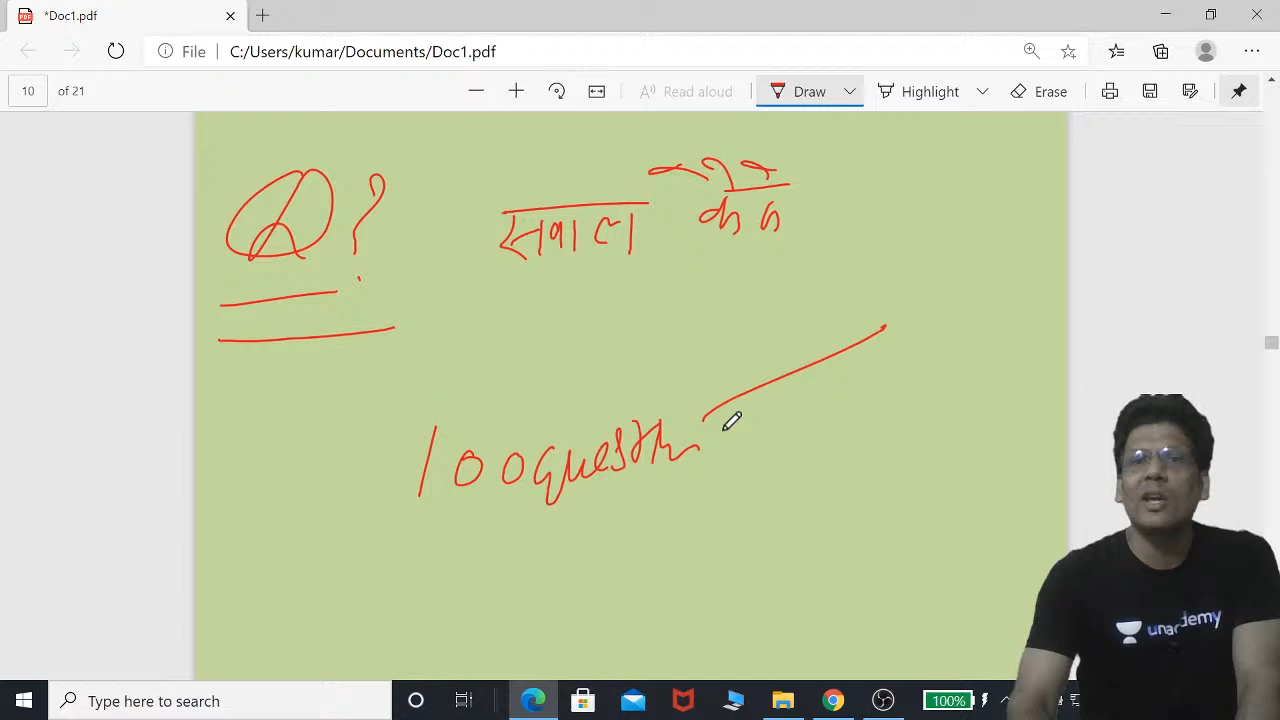 *Doc1.pdf
File C:/Users/kumar/Documents/Doc1.pdf
10 of 21 Read aloud Draw Highlight Erase
Q ? सवाल
100 question
unacademy
Type here to search 100%